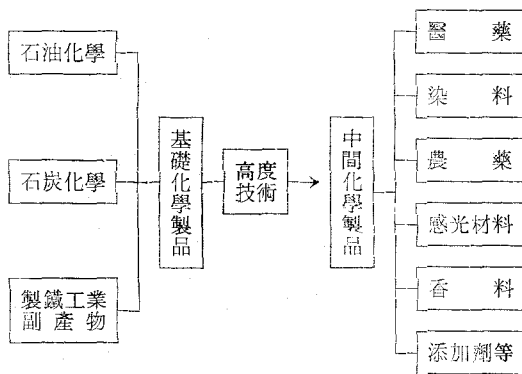 石油化學
石炭化學
製鐵工業
副產物
基礎化學製品
高度
技術
中間化學製品
醫藥
染料
農藥
感光材料
香料
添加劑等